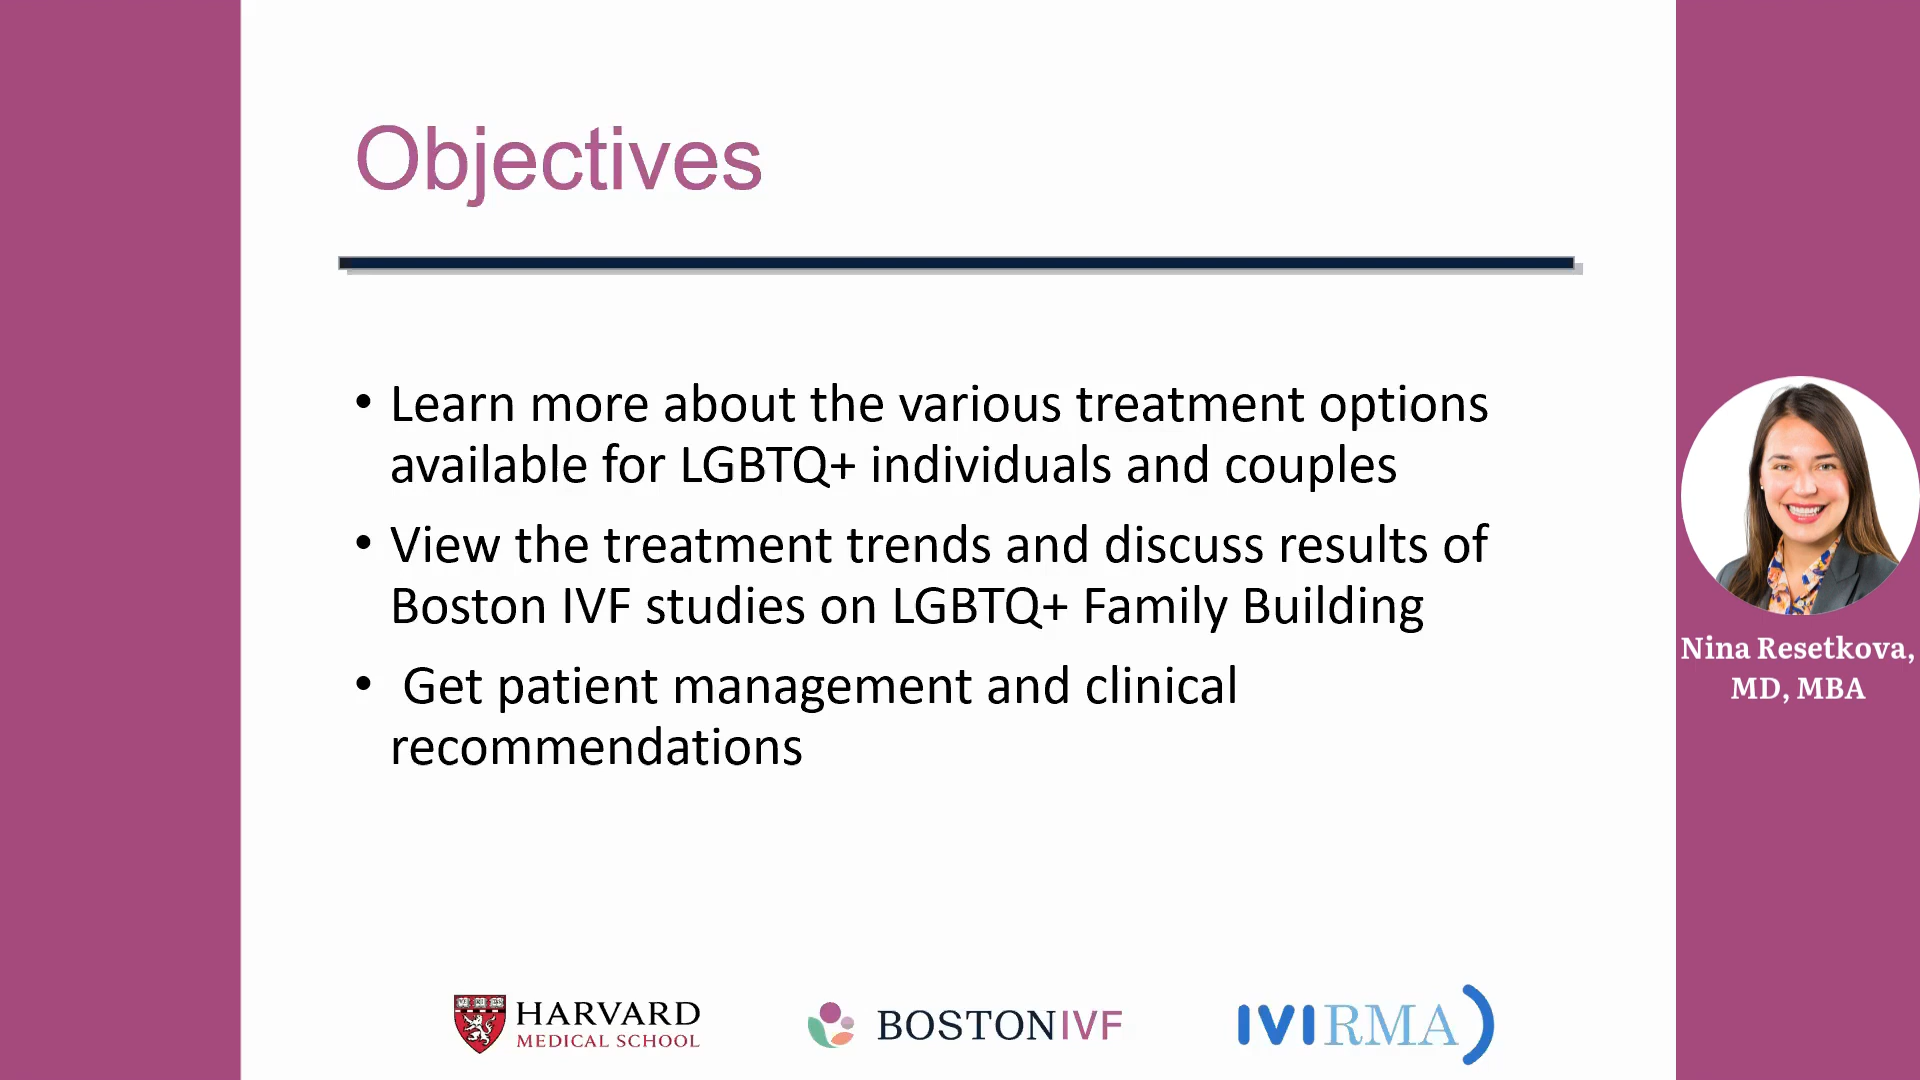 Objectives
• Learn more about the various treatment options
available for LGBTQ+ individuals and couples
• View the treatment trends and discuss results of
Boston IVF studies on LGBTQ+ Family Building
• Get patient management and clinical
recommendations
Nina Resetkova,
MD, MBA
HARVARD
MEDICAL SCHOOL
BOSTONIVF
IVIRMA